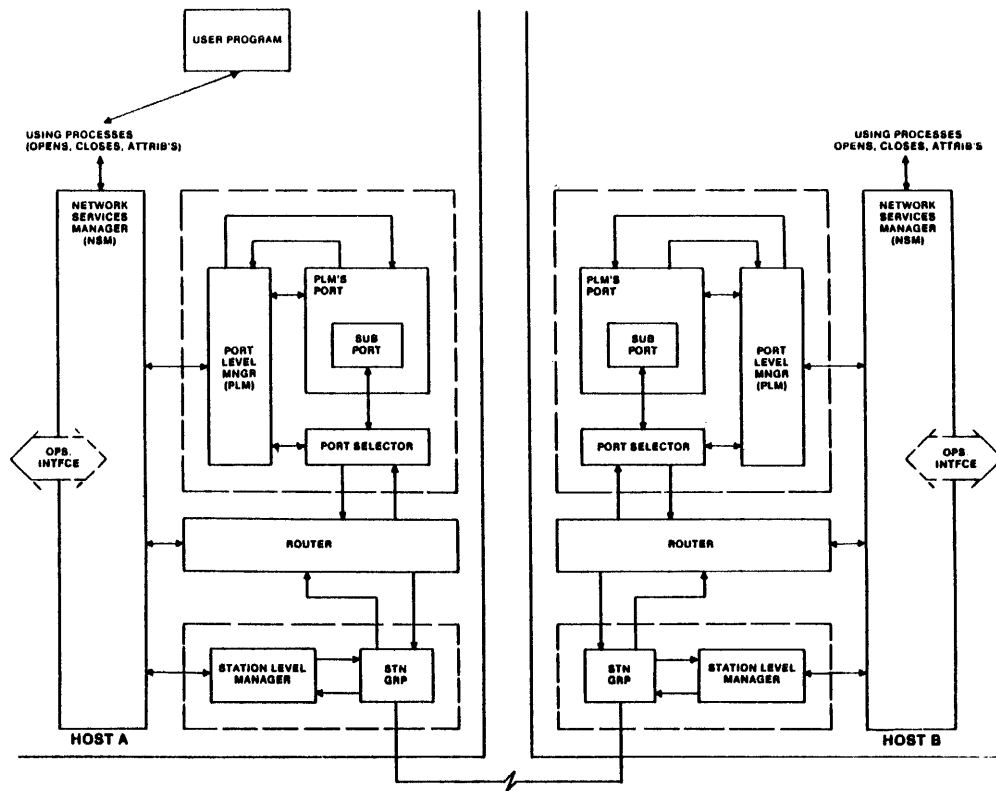 USER PROGRAM
USING PROCESSES
(OPENS, CLOSES, ATTRIB'S)
NETWORK
SERVICES
MANAGER
(NSM)
PLM'S
PORT
SUB
PORT
PORT
LEVEL
MNGR
(PLM)
PORT SELECTOR
OPS.
INTFCE
ROUTER
STATION LEVEL
MANAGER
STN
GRP
HOST A
USING PROCESSES
OPENS, CLOSES, ATTRIB'S)
NETWORK
SERVICES
MANAGER
(NSM)
PLM'S
PORT
SUB
PORT
PORT
LEVEL
MNGR
(PLM)
PORT SELECTOR
OPS.
INTFCE
ROUTER
STN
GRP
STATION LEVEL
MANAGER
HOST B